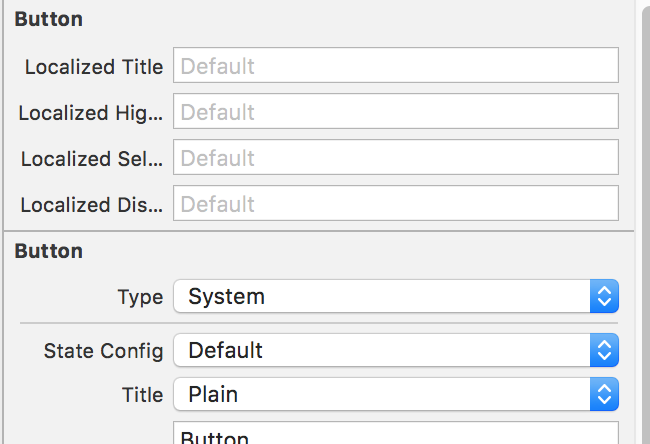 Button
Localized Title Default
Localized Hig... Default
Localized Sel... Default
Localized Dis... Default
Button
Type System
State Config Default
Title Plain
Button